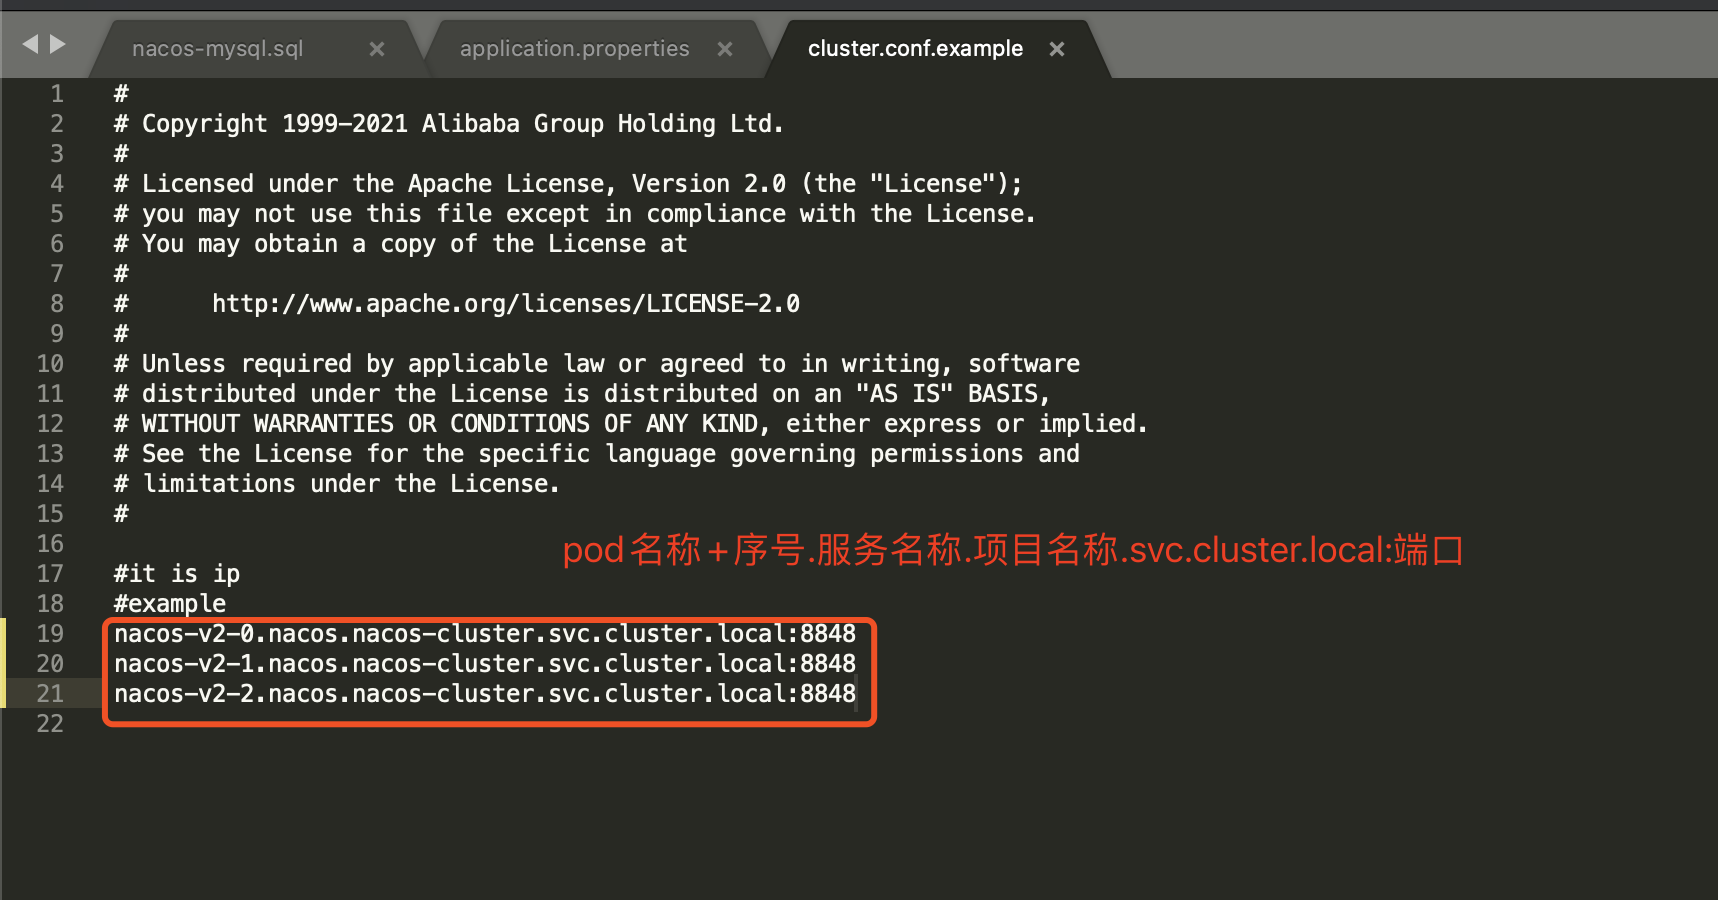 nacos-mysql.sql
application.properties
cluster.conf.example
1 #
2 # Copyright 1999-2021 Alibaba Group Holding Ltd.
3 #
4 # Licensed under the Apache License, Version 2.0 (the "License");
5 # you may not use this file except in compliance with the License.
6 # You may obtain a copy of the License at
7 #
8 #      http://www.apache.org/licenses/LICENSE-2.0
9 #
10 # Unless required by applicable law or agreed to in writing, software
11 # distributed under the License is distributed on an "AS IS" BASIS,
12 # WITHOUT WARRANTIES OR CONDITIONS OF ANY KIND, either express or implied.
13 # See the License for the specific language governing permissions and
14 # limitations under the License.
15 #
16
pod名称+序号.服务名称.项目名称.svc.cluster.local:端口
17 #it is ip
18 #example
19 nacos-v2-0.nacos.nacos-cluster.svc.cluster.local:8848
20 nacos-v2-1.nacos.nacos-cluster.svc.cluster.local:8848
21 nacos-v2-2.nacos.nacos-cluster.svc.cluster.local:8848
22